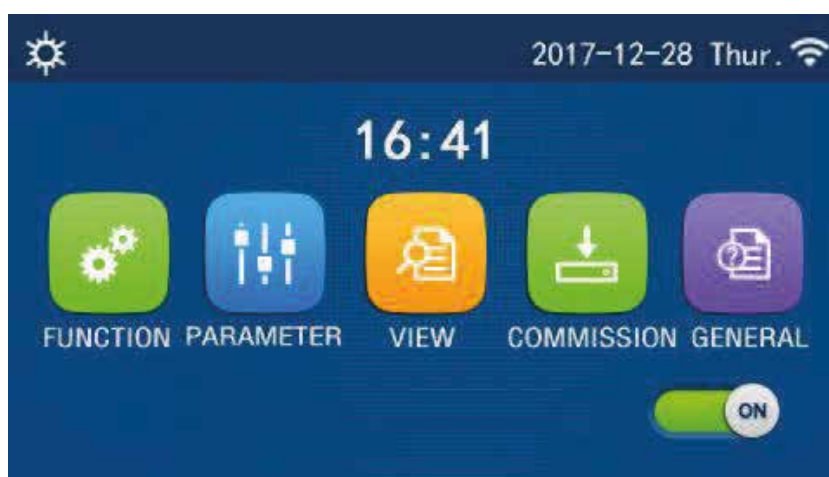 2017-12-28 Thur.
16:41
FUNCTION PARAMETER VIEW COMMISSION GENERAL
ON